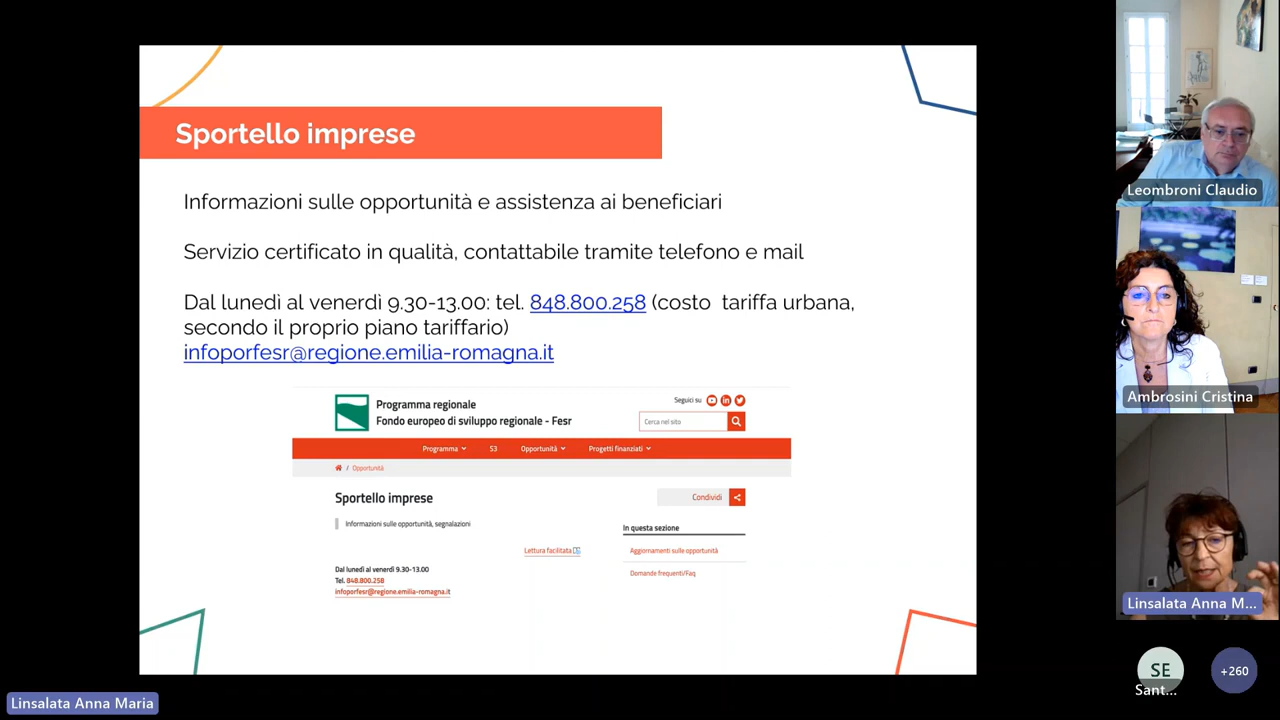 Sportello imprese
Informazioni sulle opportunità e assistenza ai beneficiari
Servizio certificato in qualità, contattabile tramite telefono e mail
Dal lunedì al venerdì 9.30-13.00: tel. 848.800.258 (costo tariffa urbana,
secondo il proprio piano tariffario)
infoporfesr@regione.emilia-romagna.it
Programma regionale
Fondo europeo di sviluppo regionale - Fesr
Seguici su
Cerca nel sito
Programma S3 Opportunità Progetti finanziati
/ Opportunità
Sportello imprese
Condividi
Informazioni sulle opportunità, segnalazioni
In questa sezione
Lettura facilitata
Aggiornamenti sulle opportunità
Domande frequenti/Faq
Dal lunedì al venerdì 9.30-13.00
Tel. 848.800.258
infoporfesr@regione.emilia-romagna.it
Leombroni Claudio
Ambrosini Cristina
Linsalata Anna M...
SE
Sant...
+260
Linsalata Anna Maria